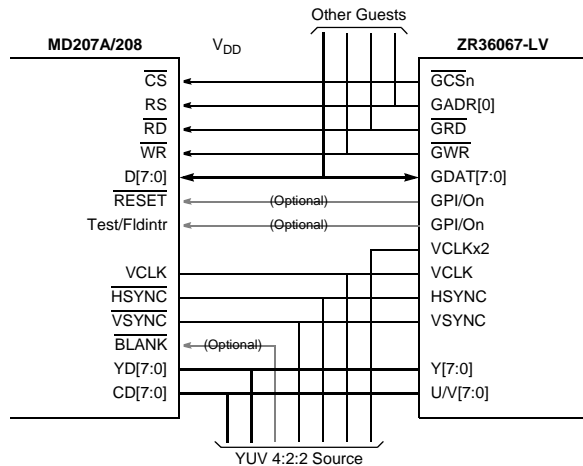 Other Guests
MD207A/208 VDD ZR36067-LV
CS GCSn
RS GADR[0]
RD GRD
WR GWR
D[7:0] GDAT[7:0]
RESET (Optional) GPI/On
Test/Fldintr (Optional) GPI/On
VCLKx2
VCLK VCLK
HSYNC HSYNC
VSYNC VSYNC
BLANK (Optional)
YD[7:0] Y[7:0]
CD[7:0] U/V[7:0]
YUV 4:2:2 Source